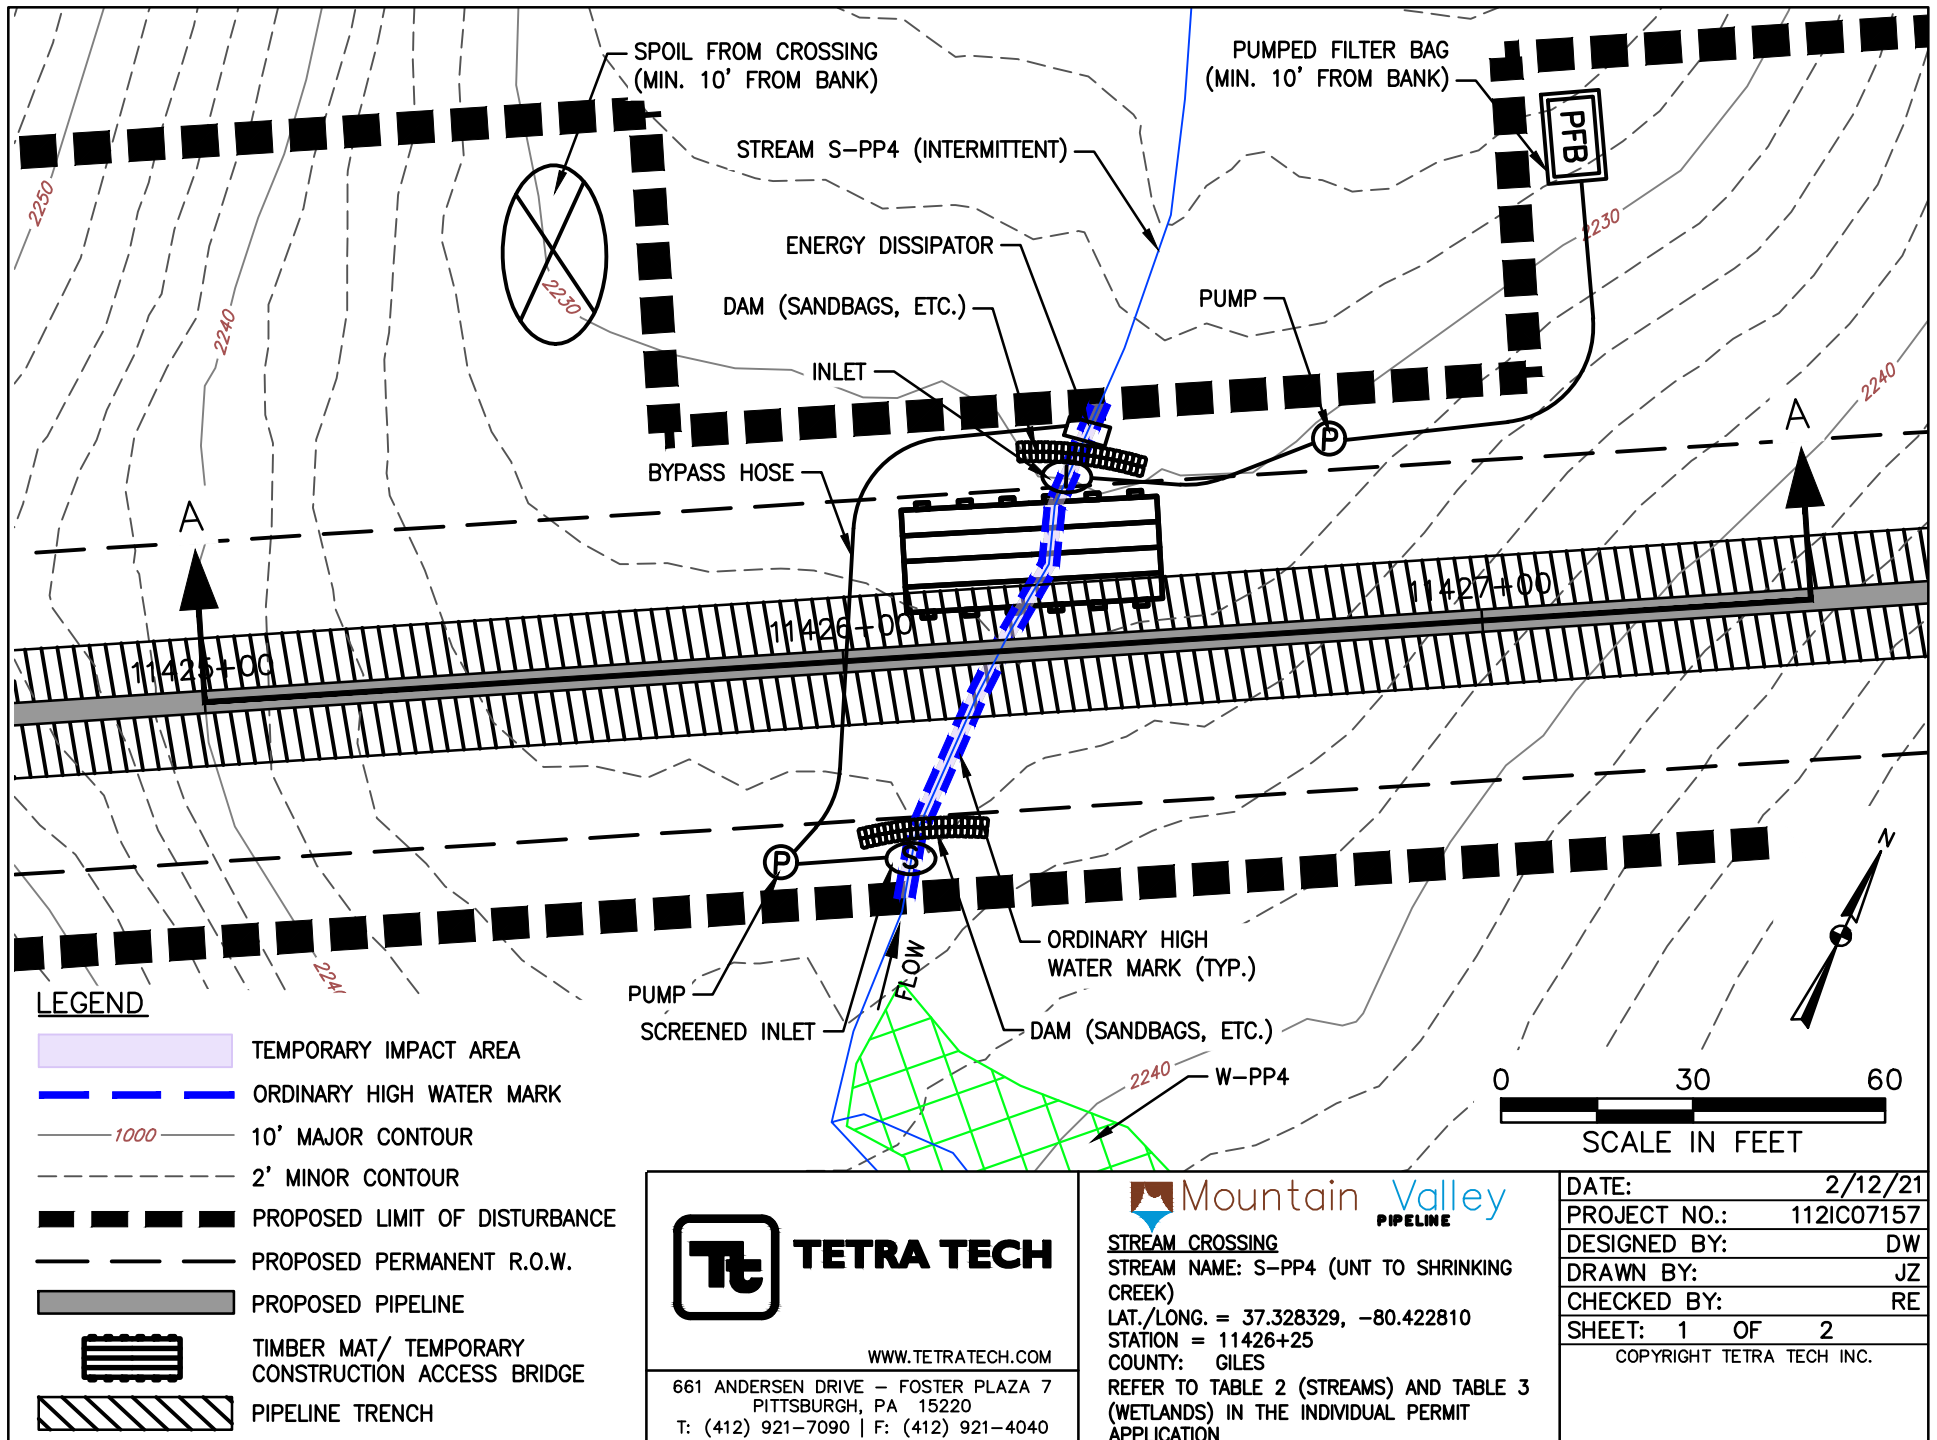 SPOIL FROM CROSSING
(MIN. 10' FROM BANK)
PUMPED FILTER BAG
(MIN. 10' FROM BANK)
PFB
STREAM S-PP4 (INTERMITTENT)
2250
2230
ENERGY DISSIPATOR
2230
DAM (SANDBAGS, ETC.)
PUMP
2240
INLET
2240
A
P
BYPASS HOSE
A
11427+00
11426+00
11425+00
P
ORDINARY HIGH
WATER MARK (TYP.)
FLOW
N
2240
PUMP
SCREENED INLET
DAM (SANDBAGS, ETC.)
2240
W-PP4
LEGEND
TEMPORARY IMPACT AREA
ORDINARY HIGH WATER MARK
1000
10' MAJOR CONTOUR
2' MINOR CONTOUR
PROPOSED LIMIT OF DISTURBANCE
PROPOSED PERMANENT R.O.W.
PROPOSED PIPELINE
TIMBER MAT/ TEMPORARY
CONSTRUCTION ACCESS BRIDGE
PIPELINE TRENCH
0 30 60
SCALE IN FEET
Tt TETRA TECH
WWW.TETRATECH.COM
661 ANDERSEN DRIVE – FOSTER PLAZA 7
PITTSBURGH, PA 15220
T: (412) 921-7090 | F: (412) 921-4040
Mountain Valley
PIPELINE
STREAM CROSSING
STREAM NAME: S-PP4 (UNT TO SHRINKING
CREEK)
LAT./LONG. = 37.328329, -80.422810
STATION = 11426+25
COUNTY: GILES
REFER TO TABLE 2 (STREAMS) AND TABLE 3
(WETLANDS) IN THE INDIVIDUAL PERMIT
APPLICATION
DATE: 2/12/21
PROJECT NO.: 112IC07157
DESIGNED BY: DW
DRAWN BY: JZ
CHECKED BY: RE
SHEET: 1 OF 2
COPYRIGHT TETRA TECH INC.